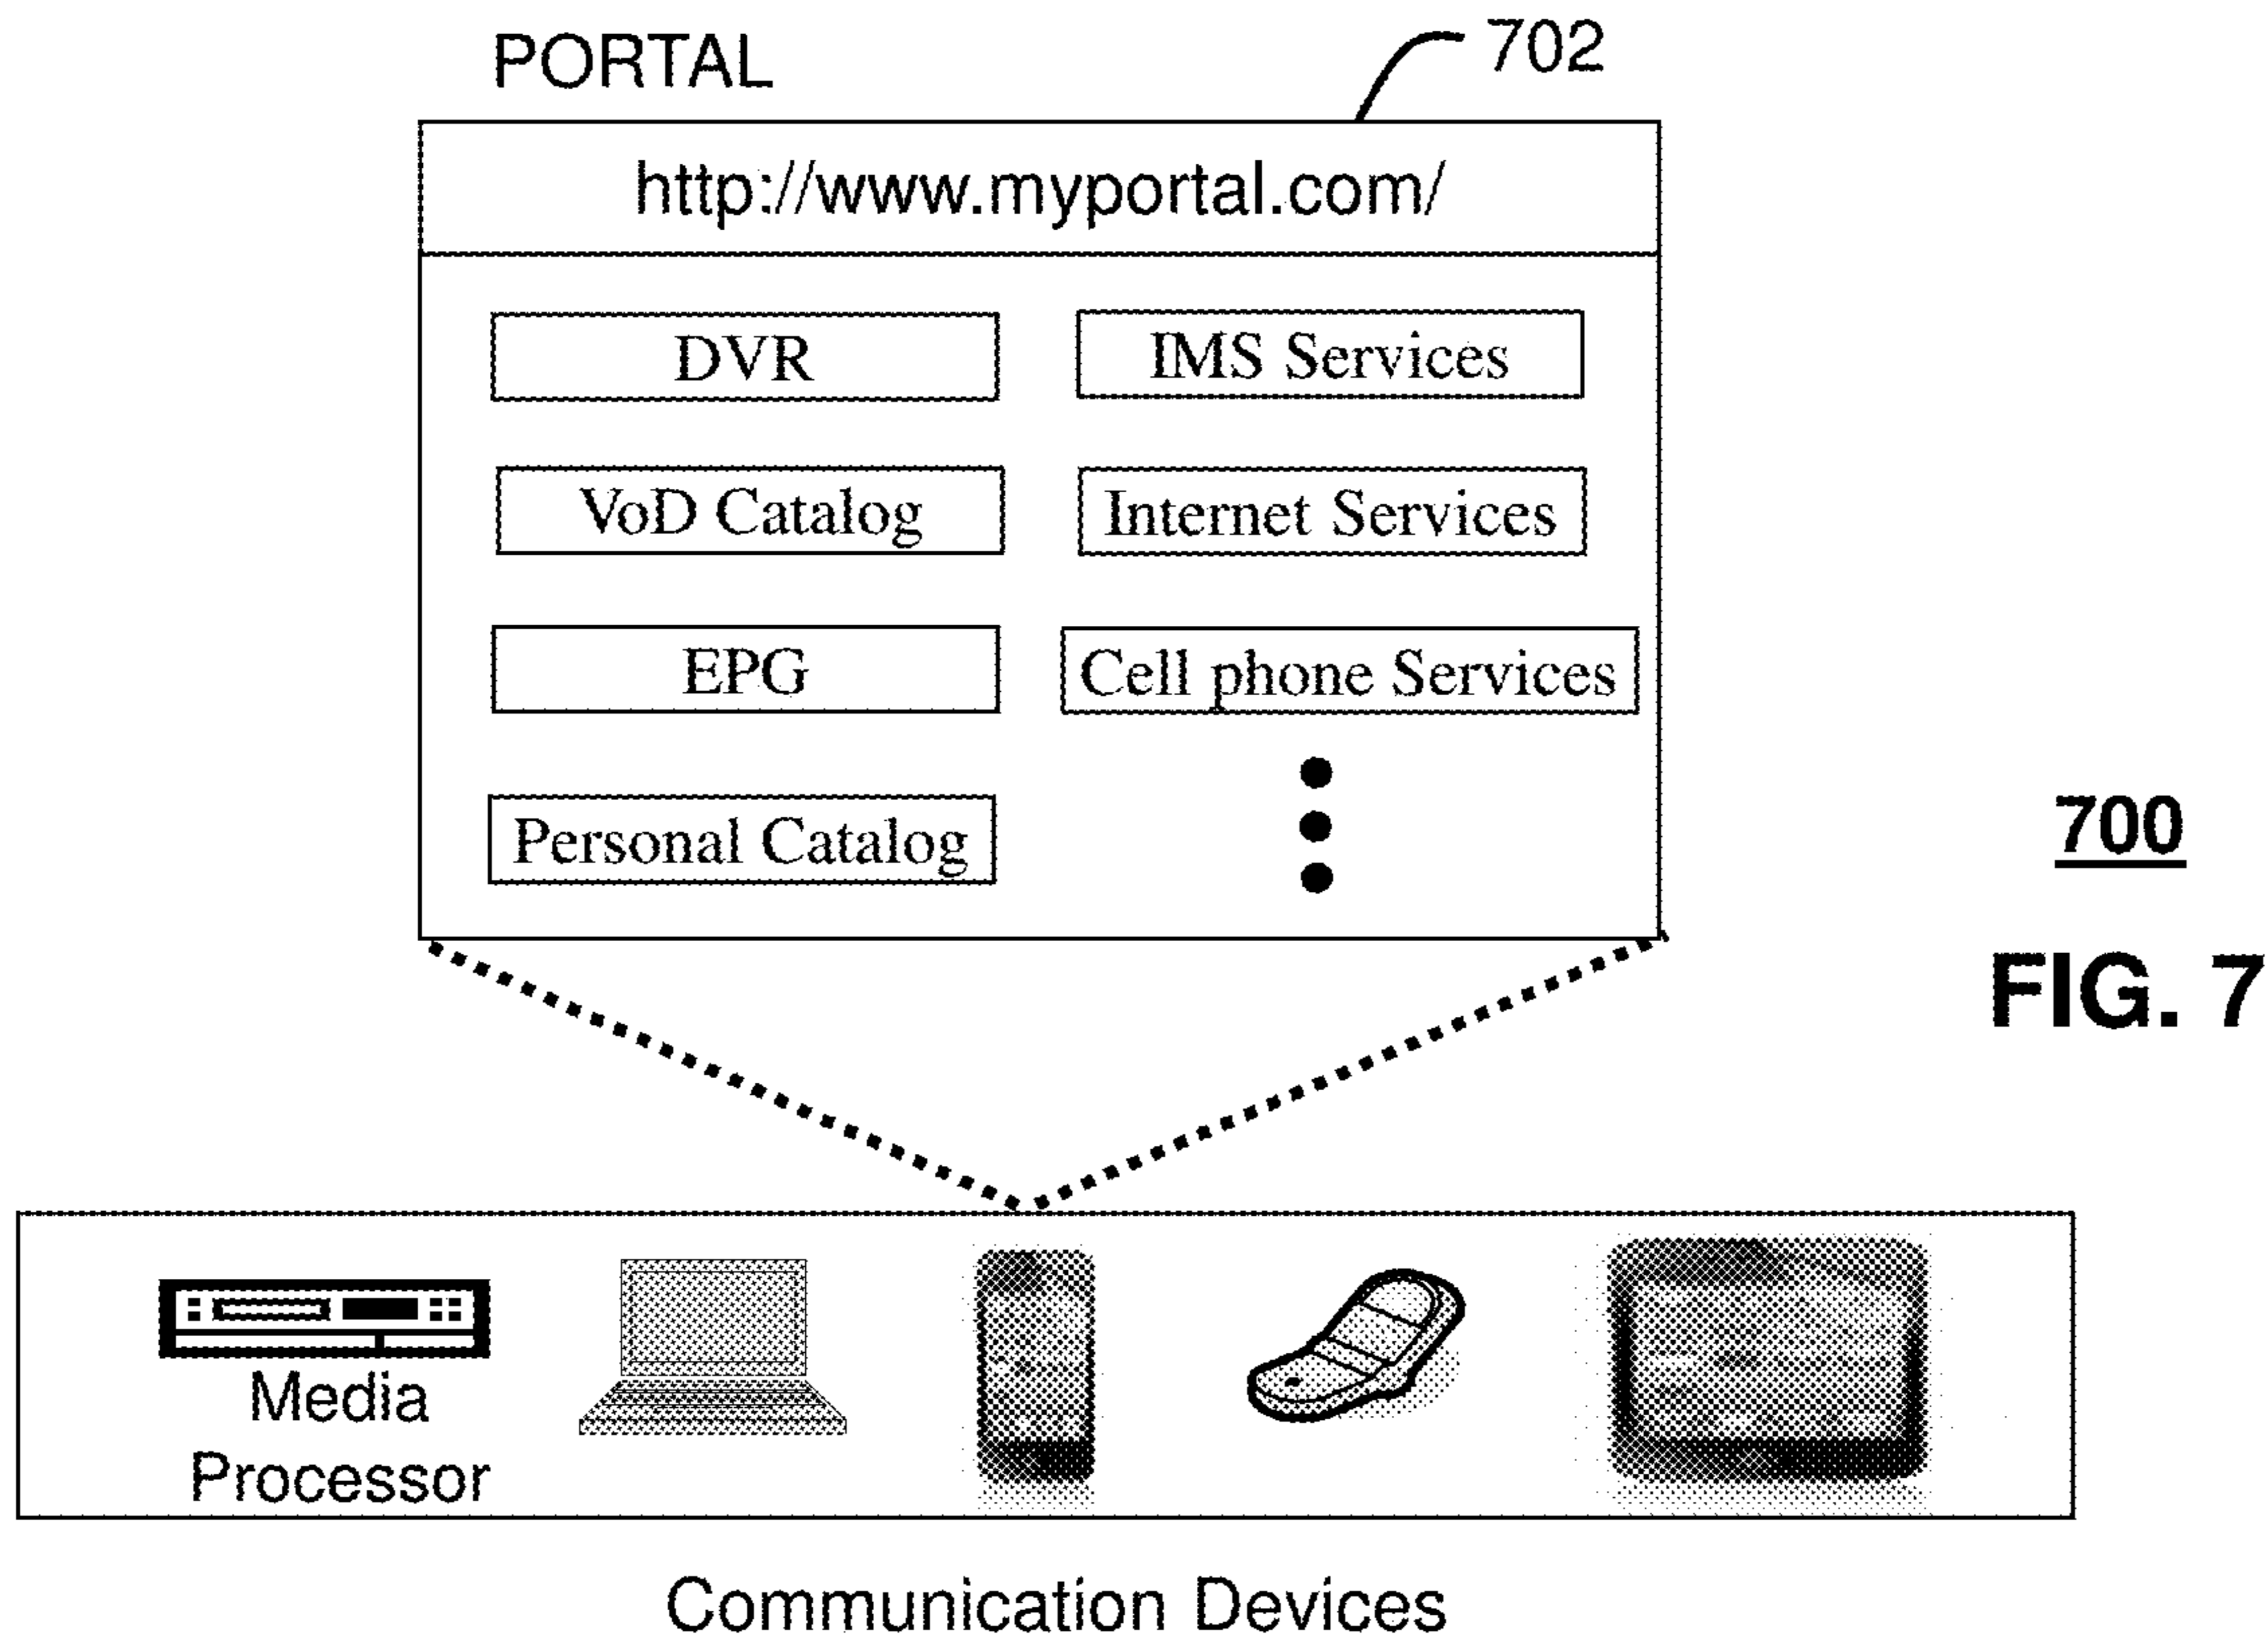 PORTAL
702
http://www.myportal.com/
DVR
IMS Services
VoD Catalog
Internet Services
EPG
Cell phone Services
Personal Catalog
700
FIG. 7
Media
Processor
Communication Devices